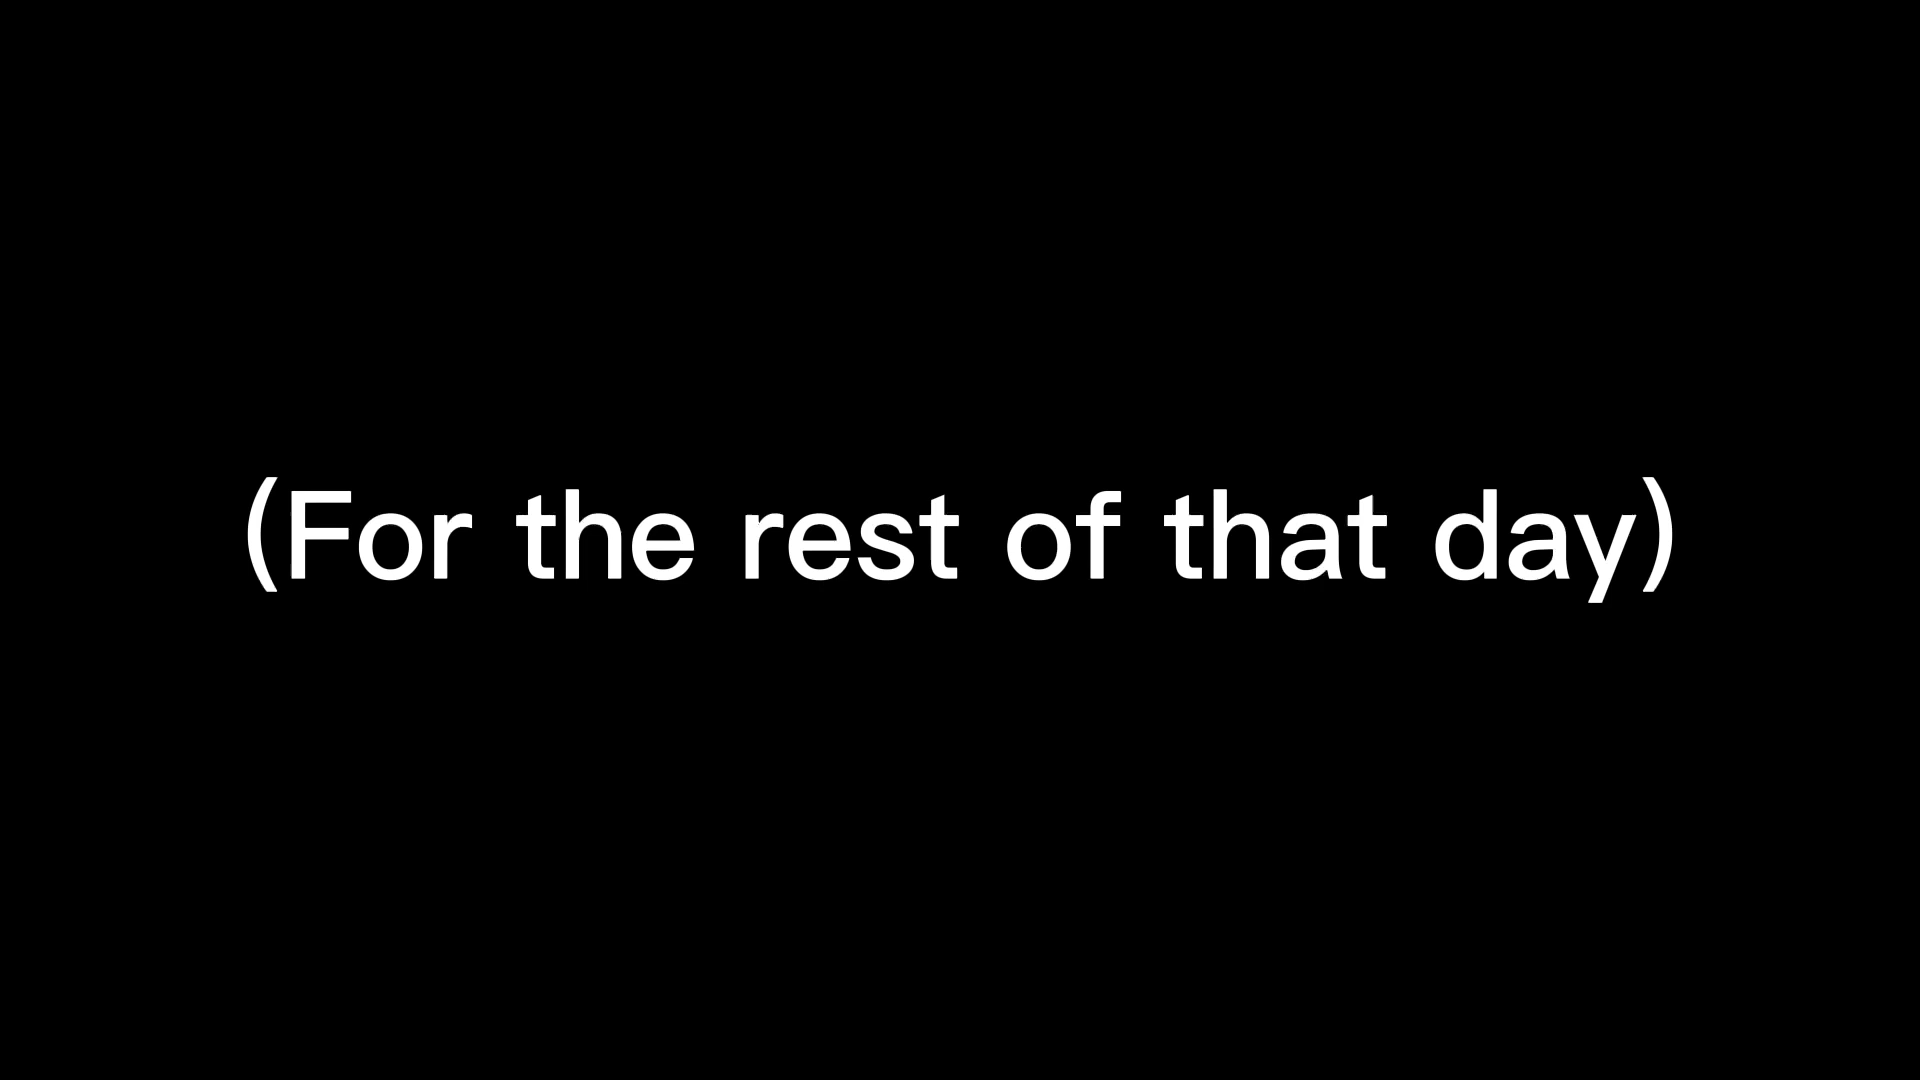 (For the rest of that day)